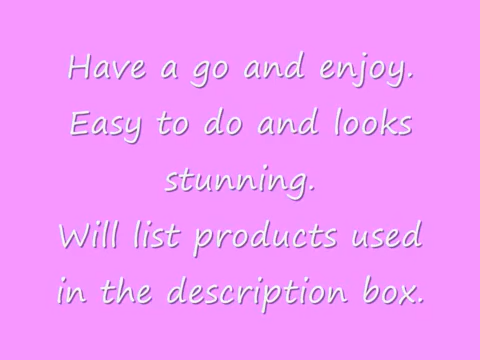 Have a go and enjoy.
Easy to do and looks
stunning.
Will list products used
in the description box.